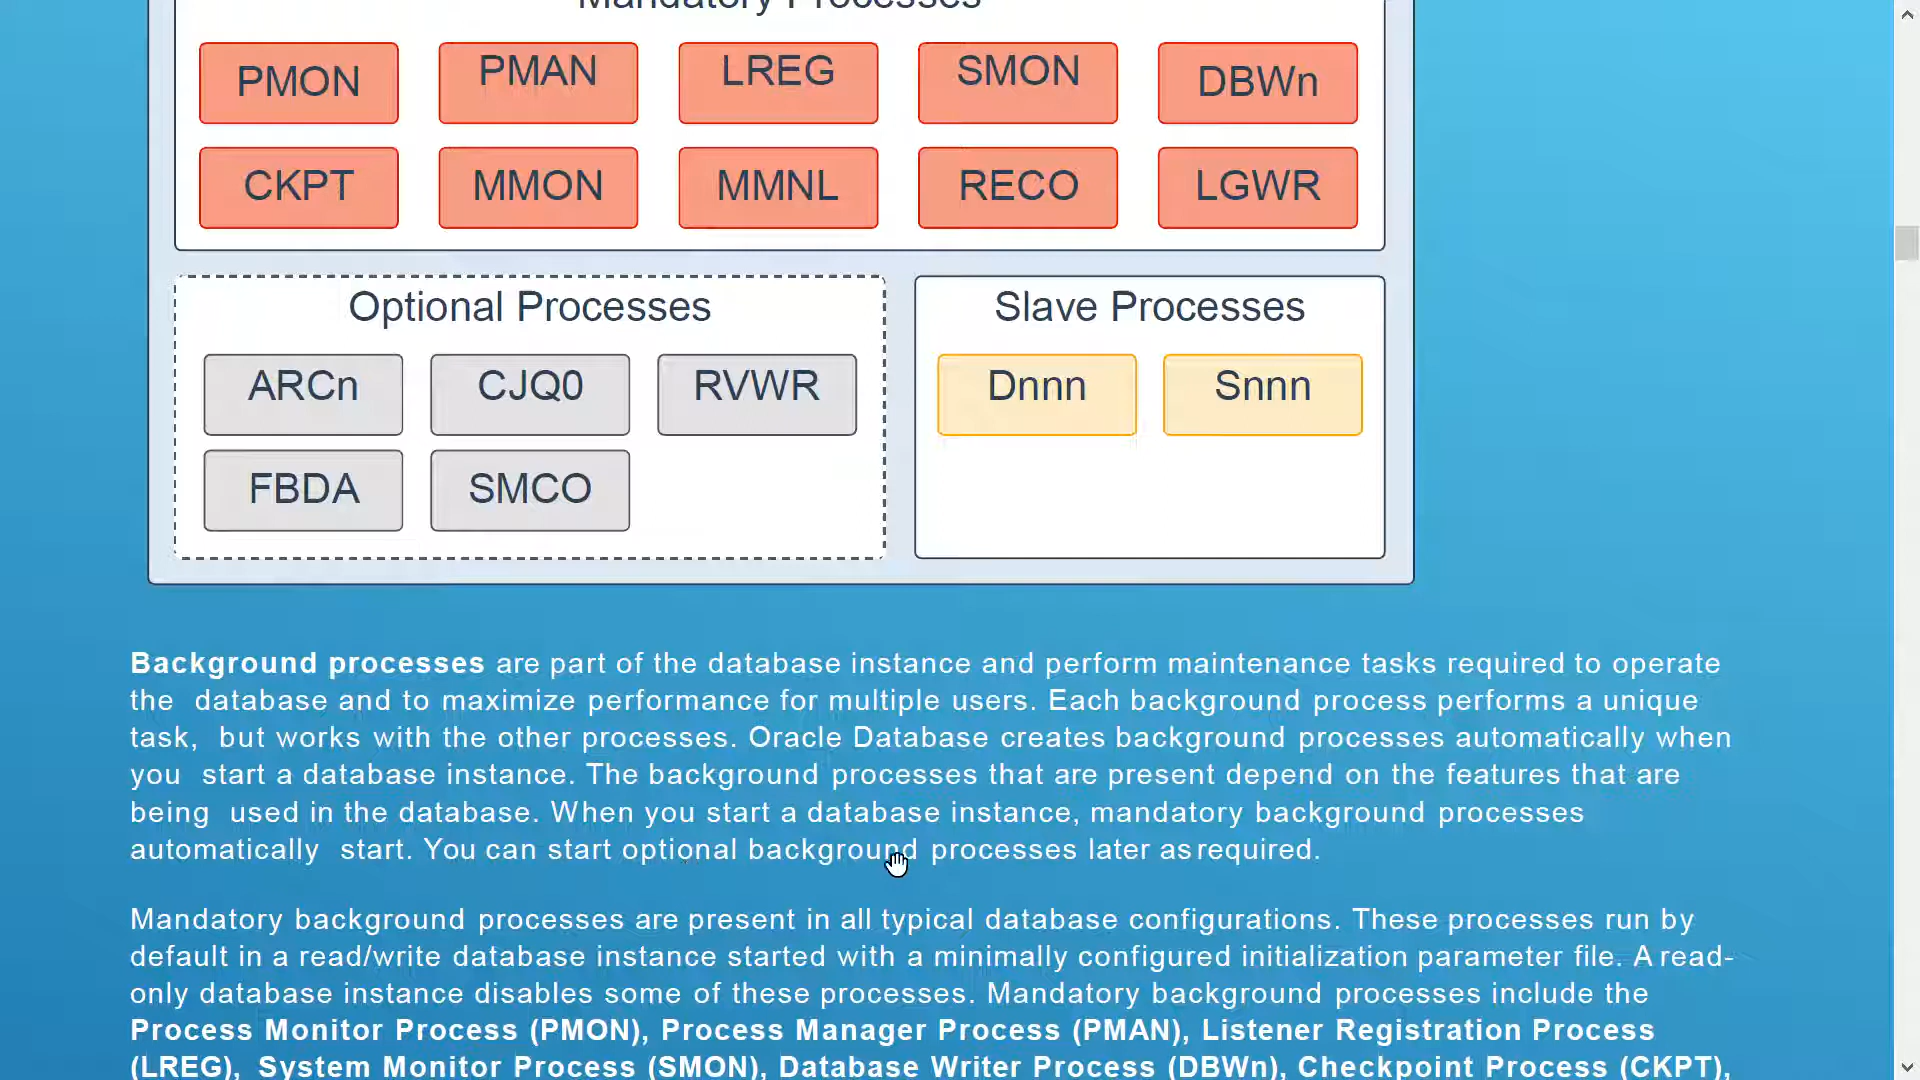 Mandatory Processes
PMON PMAN LREG SMON DBWn
CKPT MMON MMNL RECO LGWR
Optional Processes
ARCn CJQ0 RVWR
FBDA SMCO
Slave Processes
Dnnn Snnn
Background processes are part of the database instance and perform maintenance tasks required to operate
the database and to maximize performance for multiple users. Each background process performs a unique
task, but works with the other processes. Oracle Database creates background processes automatically when
you start a database instance. The background processes that are present depend on the features that are
being used in the database. When you start a database instance, mandatory background processes
automatically start. You can start optional background processes later as required.
Mandatory background processes are present in all typical database configurations. These processes run by
default in a read/write database instance started with a minimally configured initialization parameter file. A read-
only database instance disables some of these processes. Mandatory background processes include the
Process Monitor Process (PMON), Process Manager Process (PMAN), Listener Registration Process
(LREG), System Monitor Process (SMON), Database Writer Process (DBWn), Checkpoint Process (CKPT),